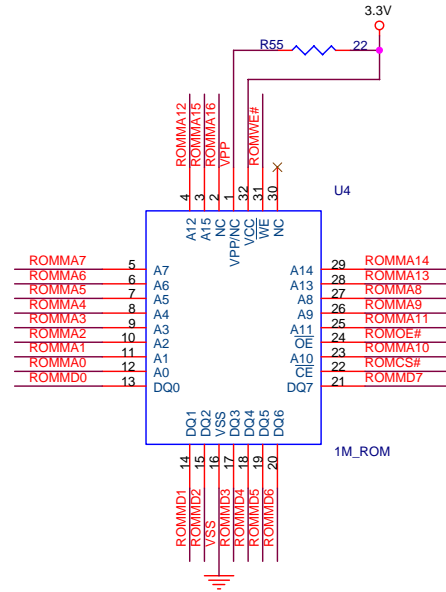 3.3V
R55
22
ROMMA12
ROMMA15
ROMMA16
VPP
ROMWE#
4
3
2
1
32
31
30
U4
A12
A15
NC
VPP/NC
VCC
WE
NC
ROMMA7 5 A7
ROMMA6 6 A6
ROMMA5 7 A5
ROMMA4 8 A4
ROMMA3 9 A3
ROMMA2 10 A2
ROMMA1 11 A1
ROMMA0 12 A0
ROMMD0 13 DQ0
A14 29 ROMMA14
A13 28 ROMMA13
A8 27 ROMMA8
A9 26 ROMMA9
A11 25 ROMMA11
OE 24 ROMOE#
A10 23 ROMMA10
CE 22 ROMCS#
DQ7 21 ROMMD7
DQ1
DQ2
VSS
DQ3
DQ4
DQ5
DQ6
1M_ROM
14
15
16
17
18
19
20
ROMMD1
ROMMD2
VSS
ROMMD3
ROMMD4
ROMMD5
ROMMD6